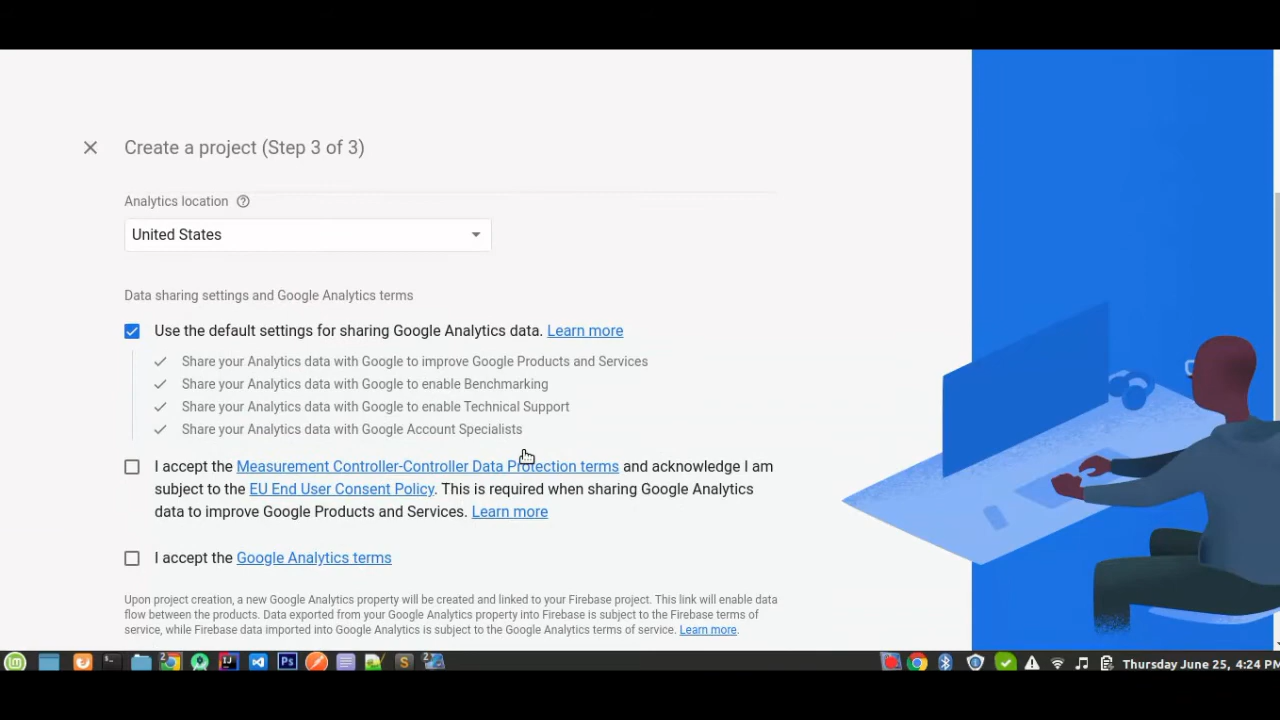 Create a project (Step 3 of 3)
Analytics location
United States
Data sharing settings and Google Analytics terms
Use the default settings for sharing Google Analytics data. Learn more
Share your Analytics data with Google to improve Google Products and Services
Share your Analytics data with Google to enable Benchmarking
Share your Analytics data with Google to enable Technical Support
Share your Analytics data with Google Account Specialists
I accept the Measurement Controller-Controller Data Protection terms and acknowledge I am
subject to the EU End User Consent Policy. This is required when sharing Google Analytics
data to improve Google Products and Services. Learn more
I accept the Google Analytics terms
Upon project creation, a new Google Analytics property will be created and linked to your Firebase project. This link will enable data
flow between the products. Data exported from your Google Analytics property into Firebase is subject to the Firebase terms of
service, while Firebase data imported into Google Analytics is subject to the Google Analytics terms of service. Learn more.
2 Ps S 2 Thursday June 25, 4:24 PM